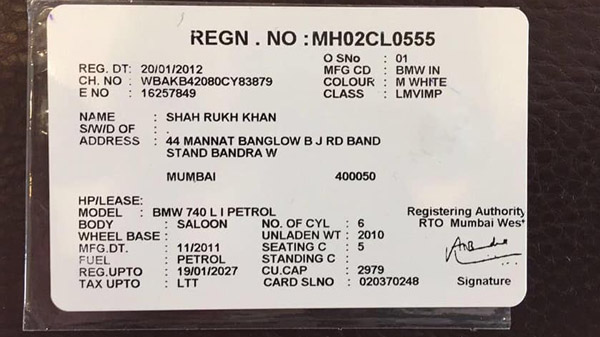 REGN . NO : MH02CL0555
O SNo : 01
REG. DT: 20/01/2012 MFG CD : BMW IN
CH. NO : WBAKB42080CY83879 COLOUR : M WHITE
E NO : 16257849 CLASS : LMVIMP
NAME : SHAH RUKH KHAN
S/W/D OF : .
ADDRESS : 44 MANNAT BANGLOW B J RD BAND
STAND BANDRA W
MUMBAI 400050
HP/LEASE:
MODEL : BMW 740 L I PETROL Registering Authority
BODY : SALOON NO. OF CYL : 6 RTO Mumbai West
WHEEL BASE : UNLADEN WT : 2010
MFG.DT. : 11/2011 SEATING C : 5
FUEL : PETROL STANDING C :
REG.UPTO : 19/01/2027 CU.CAP : 2979
TAX UPTO : LTT CARD SLNO : 020370248 Signature